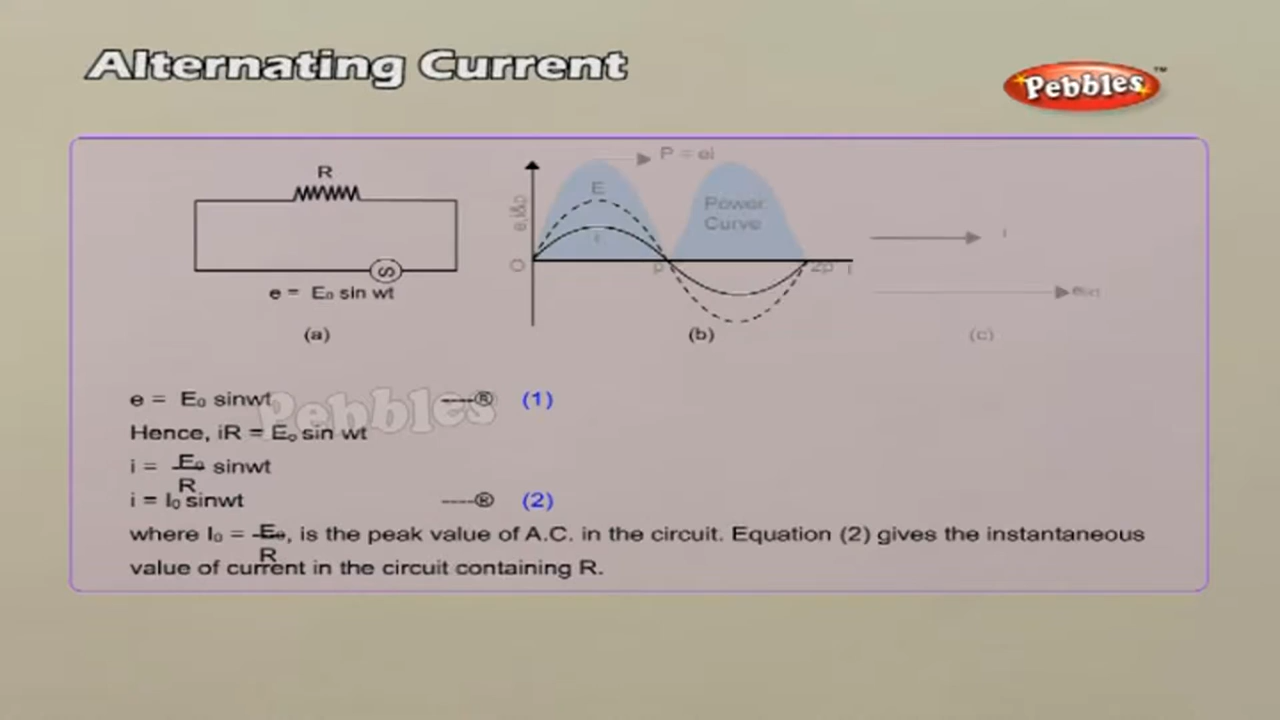 Alternating Current
Pebbles™
R
e = E₀ sin wt
(a)
P = ei
e,i&p
E
i
Power
Curve
O
p
2p
(b)
i
(c)
Pebbles
e = E₀ sinwt ----® (1)
Hence, iR = E₀ sin wt
i = E₀ sinwt
R
i = I₀ sinwt ----® (2)
where I₀ = E₀, is the peak value of A.C. in the circuit. Equation (2) gives the instantaneous
R
value of current in the circuit containing R.